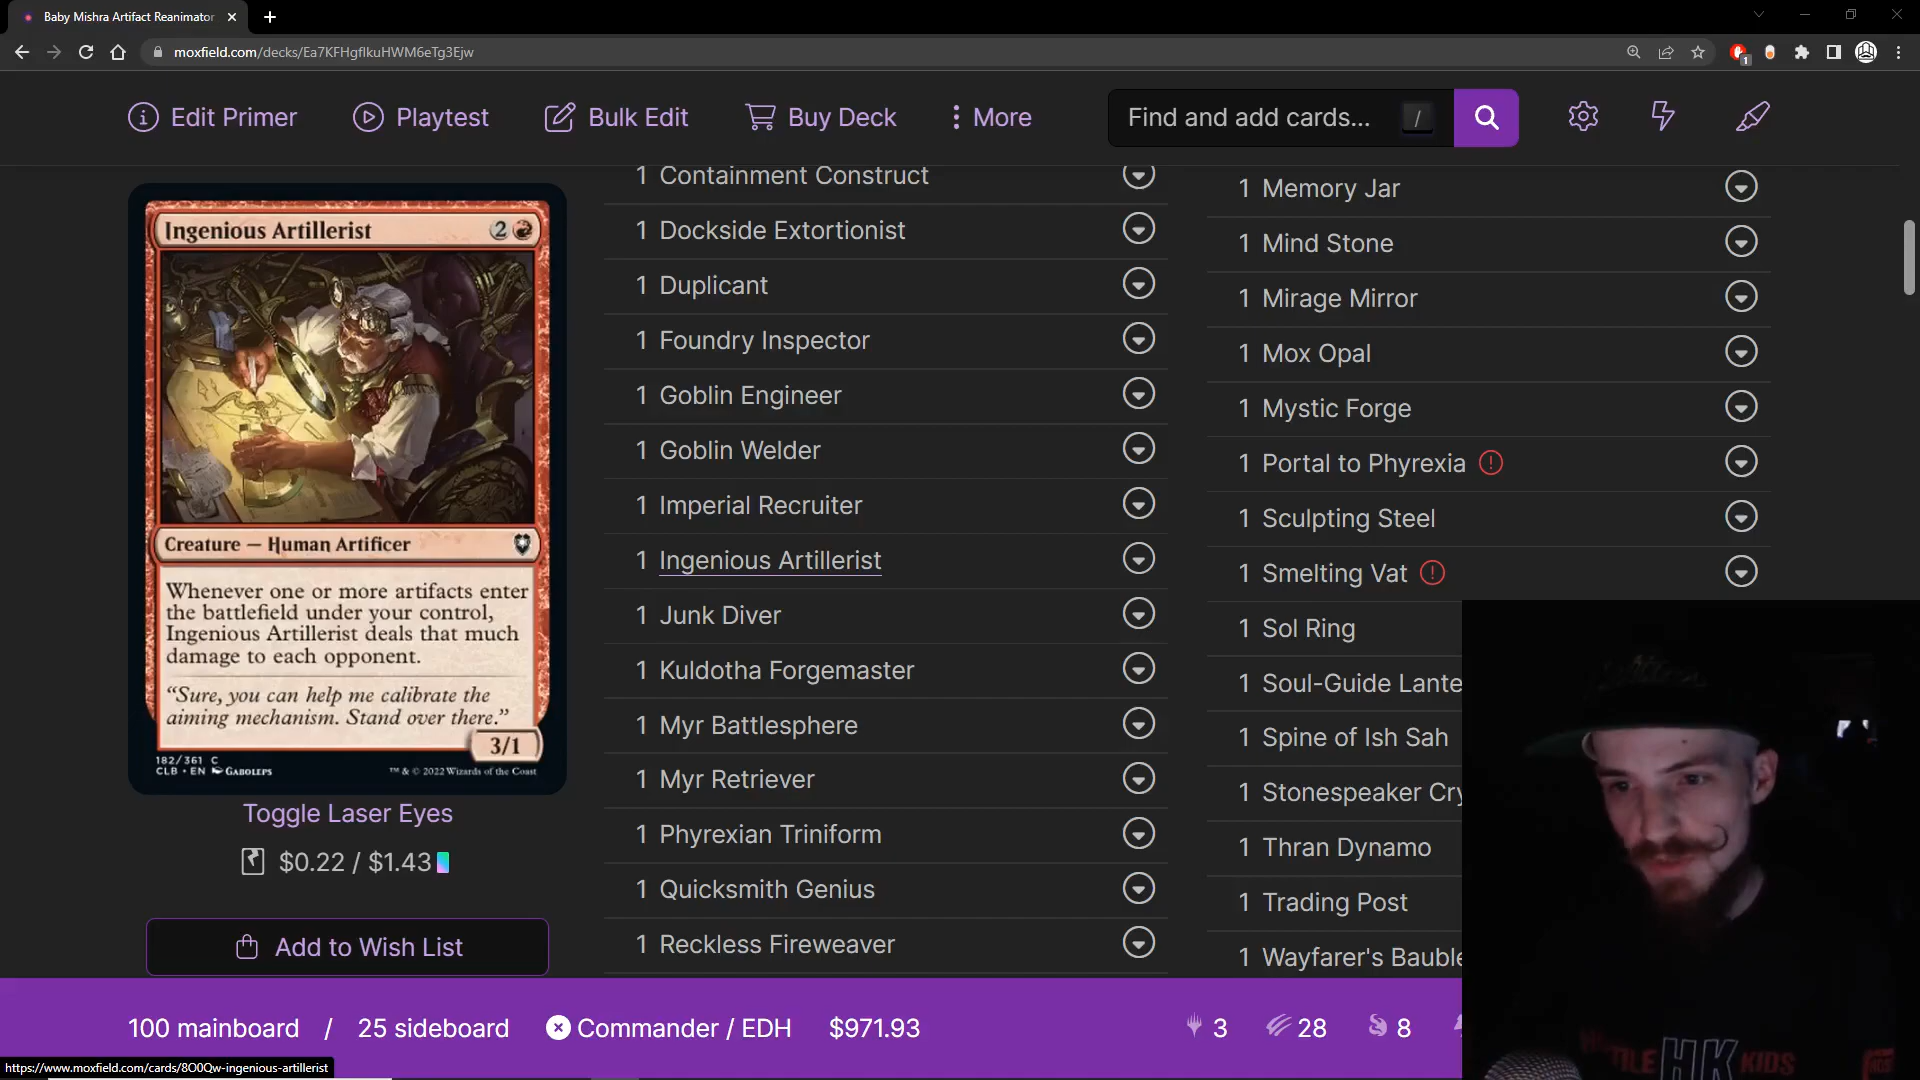 Baby Mishra Artifact Reanimator
moxfield.com/decks/Ea7KFHgflkuHWM6eTg3Ejw
1
Edit Primer
Playtest
Bulk Edit
Buy Deck
More
Find and add cards...
/
Ingenious Artillerist 2
Creature — Human Artificer
Whenever one or more artifacts enter
the battlefield under your control,
Ingenious Artillerist deals that much
damage to each opponent.
“Sure, you can help me calibrate the
aiming mechanism. Stand over there.”
3/1
182/361 C
CLB • EN GABOLEPS
™ & © 2022 Wizards of the Coast
Toggle Laser Eyes
$0.22 / $1.43
Add to Wish List
1 Containment Construct
1 Dockside Extortionist
1 Duplicant
1 Foundry Inspector
1 Goblin Engineer
1 Goblin Welder
1 Imperial Recruiter
1 Ingenious Artillerist
1 Junk Diver
1 Kuldotha Forgemaster
1 Myr Battlesphere
1 Myr Retriever
1 Phyrexian Triniform
1 Quicksmith Genius
1 Reckless Fireweaver
1 Memory Jar
1 Mind Stone
1 Mirage Mirror
1 Mox Opal
1 Mystic Forge
1 Portal to Phyrexia
1 Sculpting Steel
1 Smelting Vat
1 Sol Ring
1 Soul-Guide Lante
1 Spine of Ish Sah
1 Stonespeaker Cry
1 Thran Dynamo
1 Trading Post
1 Wayfarer's Bauble
100 mainboard / 25 sideboard
Commander / EDH
$971.93
3
28
8
https://www.moxfield.com/cards/8O0Qw-ingenious-artillerist
HK KIDS